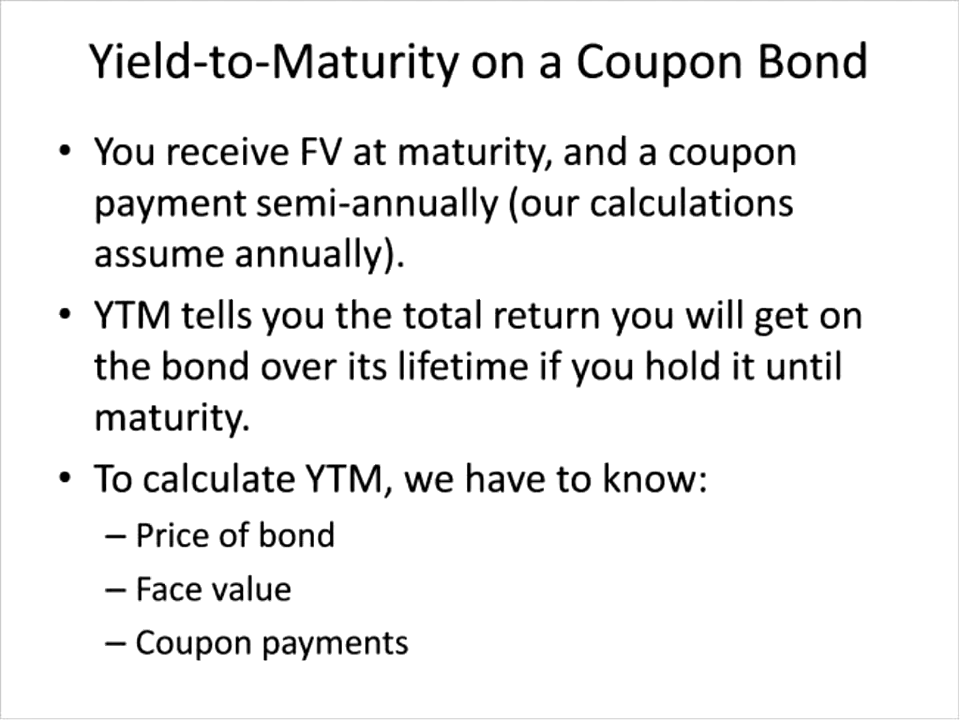 Yield-to-Maturity on a Coupon Bond
• You receive FV at maturity, and a coupon
payment semi-annually (our calculations
assume annually).
• YTM tells you the total return you will get on
the bond over its lifetime if you hold it until
maturity.
• To calculate YTM, we have to know:
– Price of bond
– Face value
– Coupon payments